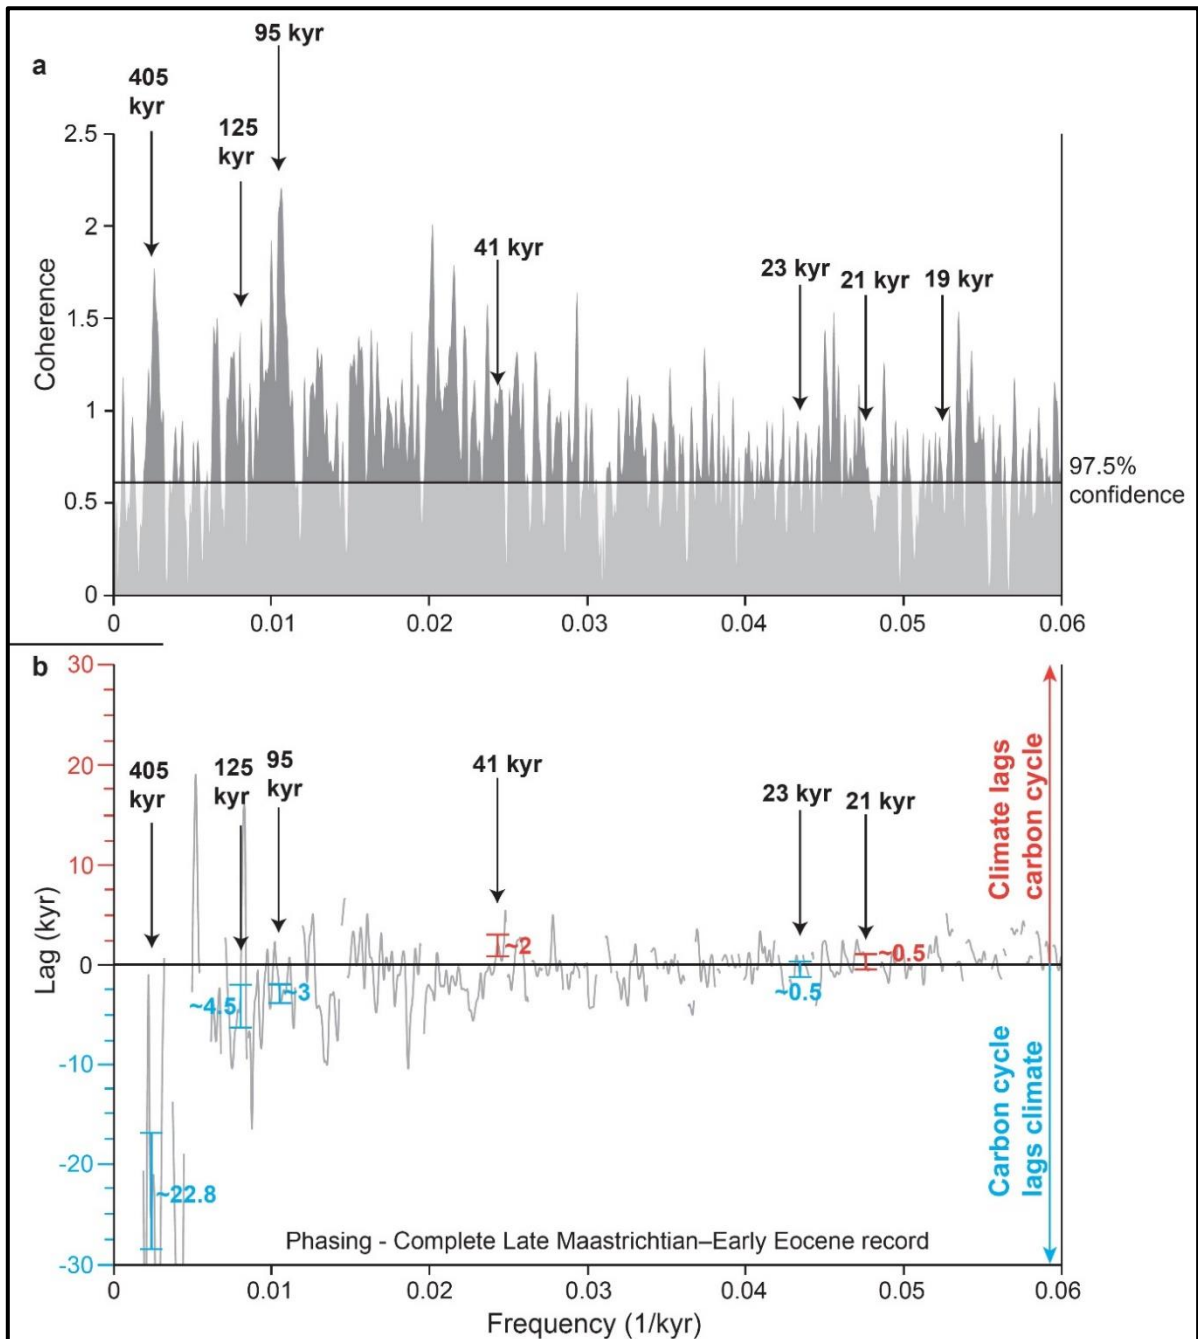 a
95 kyr
405
kyr
125
kyr
41 kyr
23 kyr
21 kyr
19 kyr
2.5
2
1.5
1
0.5
0
Coherence
97.5%
confidence
0
0.01
0.02
0.03
0.04
0.05
0.06
b
30
20
10
0
-10
-20
-30
Lag (kyr)
405
kyr
125
kyr
95
kyr
41 kyr
23 kyr
21 kyr
~22.8
~4.5
~3
~2
~0.5
~0.5
Climate lags
carbon cycle
Carbon cycle
lags climate
Phasing - Complete Late Maastrichtian–Early Eocene record
0
0.01
0.02
0.03
0.04
0.05
0.06
Frequency (1/kyr)